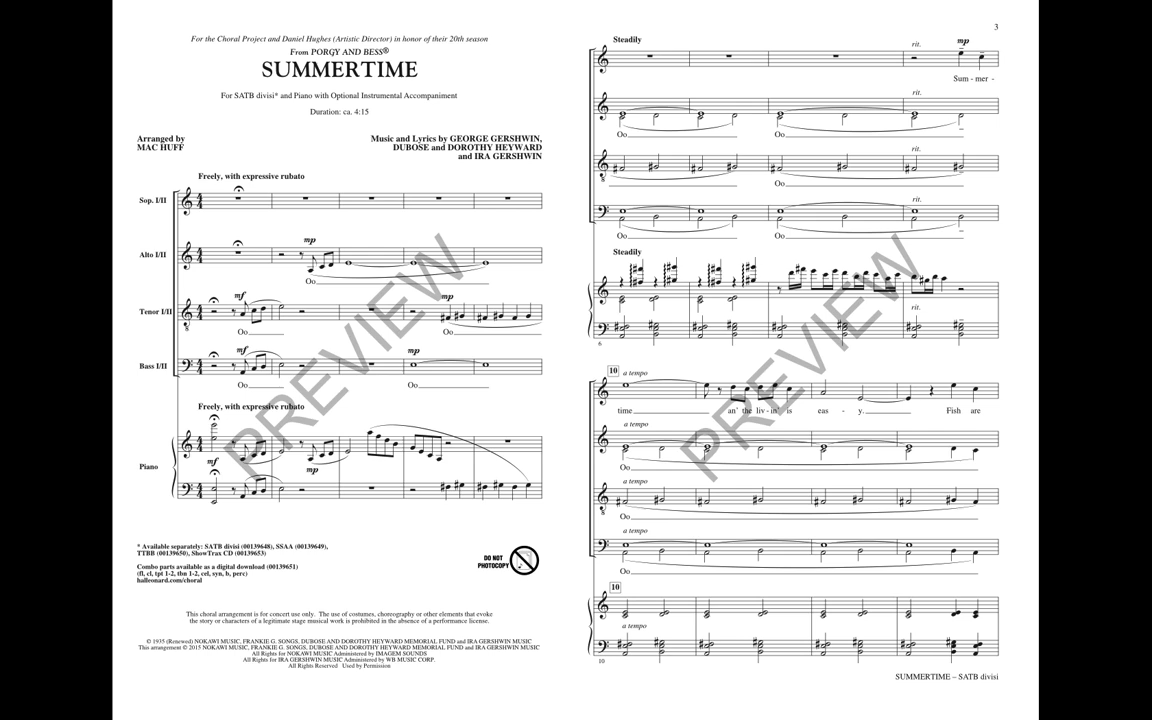 For the Choral Project and Daniel Hughes (Artistic Director) in honor of their 20th season
From PORGY AND BESS®
SUMMERTIME
For SATB divisi* and Piano with Optional Instrumental Accompaniment
Duration: ca. 4:15
Arranged by
MAC HUFF
Music and Lyrics by GEORGE GERSHWIN,
DUBOSE and DOROTHY HEYWARD
and IRA GERSHWIN
Freely, with expressive rubato
Sop. I/II
mp
Alto I/II
Oo
mf
mp
Tenor I/II
8
Oo
Oo
mf
mp
Bass I/II
Oo
Oo
Freely, with expressive rubato
Piano
mf
mp
PREVIEW
* Available separately: SATB divisi (00139648), SSAA (00139649),
TTBB (00139650), ShowTrax CD (00139653)
Combo parts available as a digital download (00139651)
(fl, cl, tpt 1-2, tbn 1-2, cel, syn, b, perc)
halleonard.com/choral
DO NOT
PHOTOCOPY
This choral arrangement is for concert use only. The use of costumes, choreography or other elements that evoke
the story or characters of a legitimate stage musical work is prohibited in the absence of a performance license.
© 1935 (Renewed) NOKAWI MUSIC, FRANKIE G. SONGS, DUBOSE AND DOROTHY HEYWARD MEMORIAL FUND and IRA GERSHWIN MUSIC
This arrangement © 2015 NOKAWI MUSIC, FRANKIE G. SONGS, DUBOSE AND DOROTHY HEYWARD MEMORIAL FUND and IRA GERSHWIN MUSIC
All Rights for NOKAWI MUSIC Administered by IMAGEM SOUNDS
All Rights for IRA GERSHWIN MUSIC Administered by WB MUSIC CORP.
All Rights Reserved Used by Permission
3
Steadily
rit. mp
Sum - mer -
rit.
Oo Oo
rit.
8
Oo
rit.
Oo Oo
Steadily
rit.
6
10 a tempo
time an' the liv - in' is eas - y. Fish are
a tempo
Oo
a tempo
8
Oo
a tempo
Oo
10
a tempo
10
PREVIEW
SUMMERTIME – SATB divisi